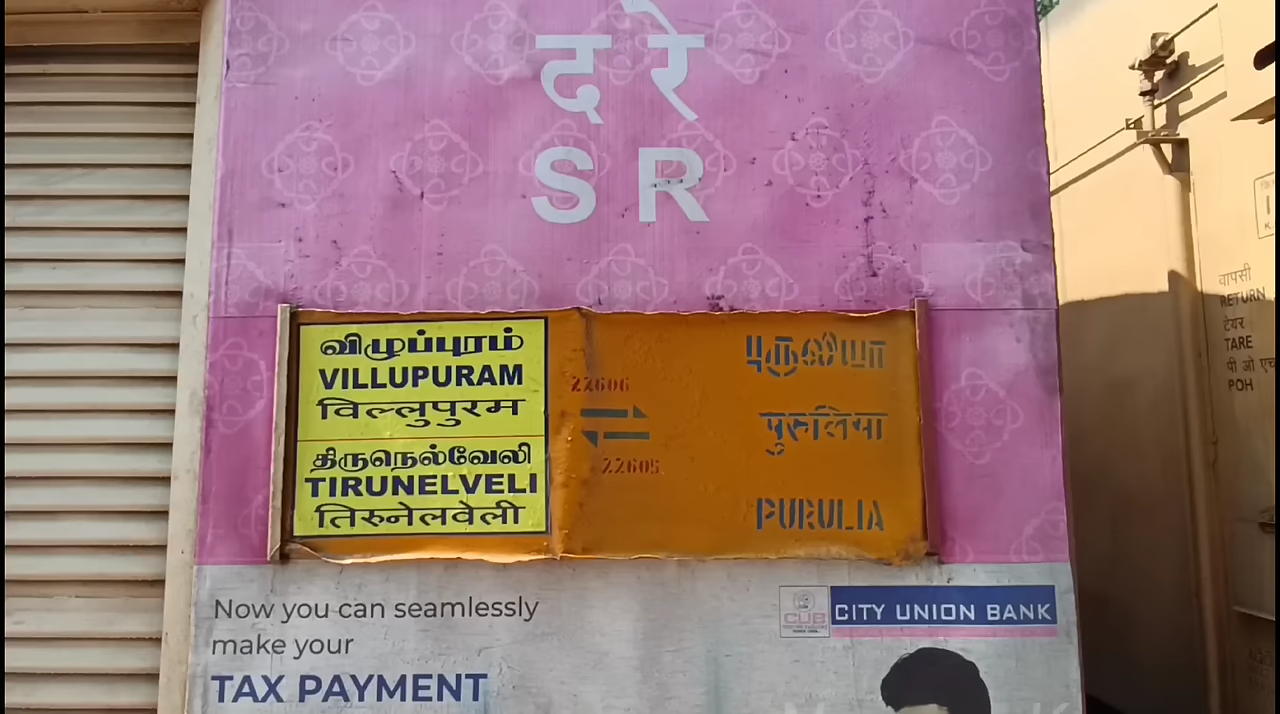 द रे
S R
விழுப்புரம்
VILLUPURAM
विल्लुपुरम
திருநெல்வேலி
TIRUNELVELI
तिरुनेलवेली
22606
22605
புருலியா
पुरुलिया
PURULIA
Now you can seamlessly
make your
TAX PAYMENT
CUB
CITY UNION BANK
वापसी
RETURN
टेयर
TARE
पी ओ एच
POH